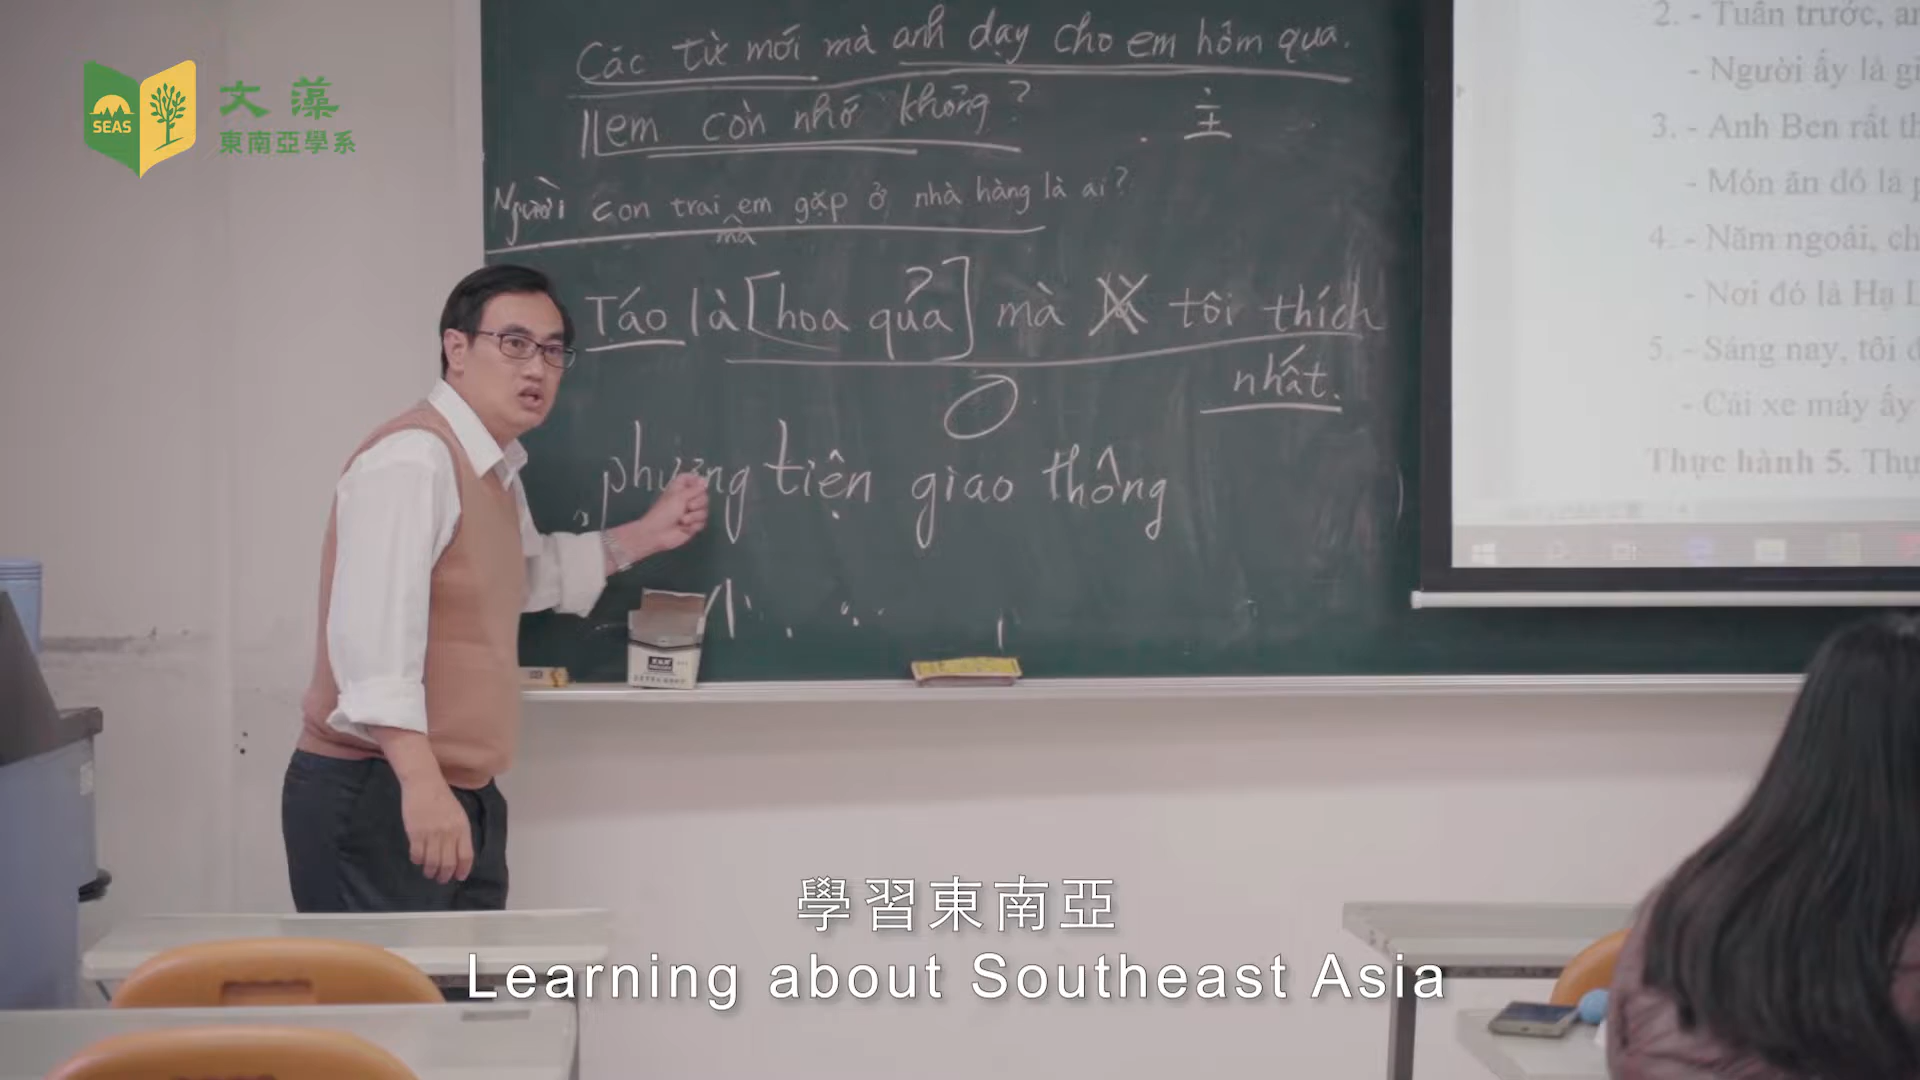 文藻
東南亞學系
SEAS
Các từ mới mà anh dạy cho em hôm qua.
em còn nhớ không?
主
Người con trai em gặp ở nhà hàng là ai?
mà
Táo là [hoa quả] mà là tôi thích
nhất.
phương tiện giao thông
2. - Tuần trước,
- Người ấy là
3. - Anh Ben rất
- Món ăn đó là
4. - Năm ngoái,
- Nơi đó là Hạ
5. - Sáng nay, tôi
- Cái xe máy ấy
Thực hành 5.
學習東南亞
Learning about Southeast Asia